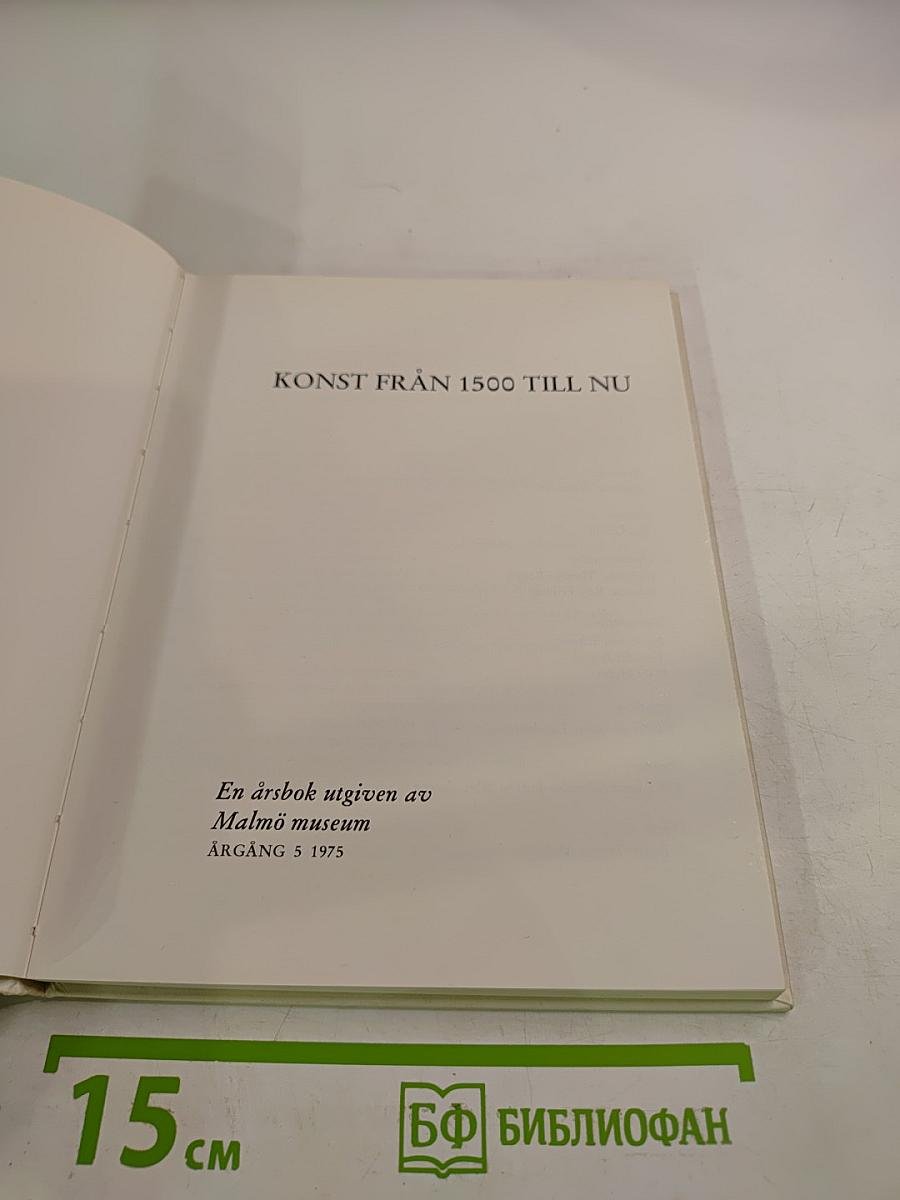 KONST FRÅN 1500 TILL NU
En årsbok utgiven av
Malmö museum
ÅRGÅNG 5 1975
15 см
БФ БИБЛИОФАН